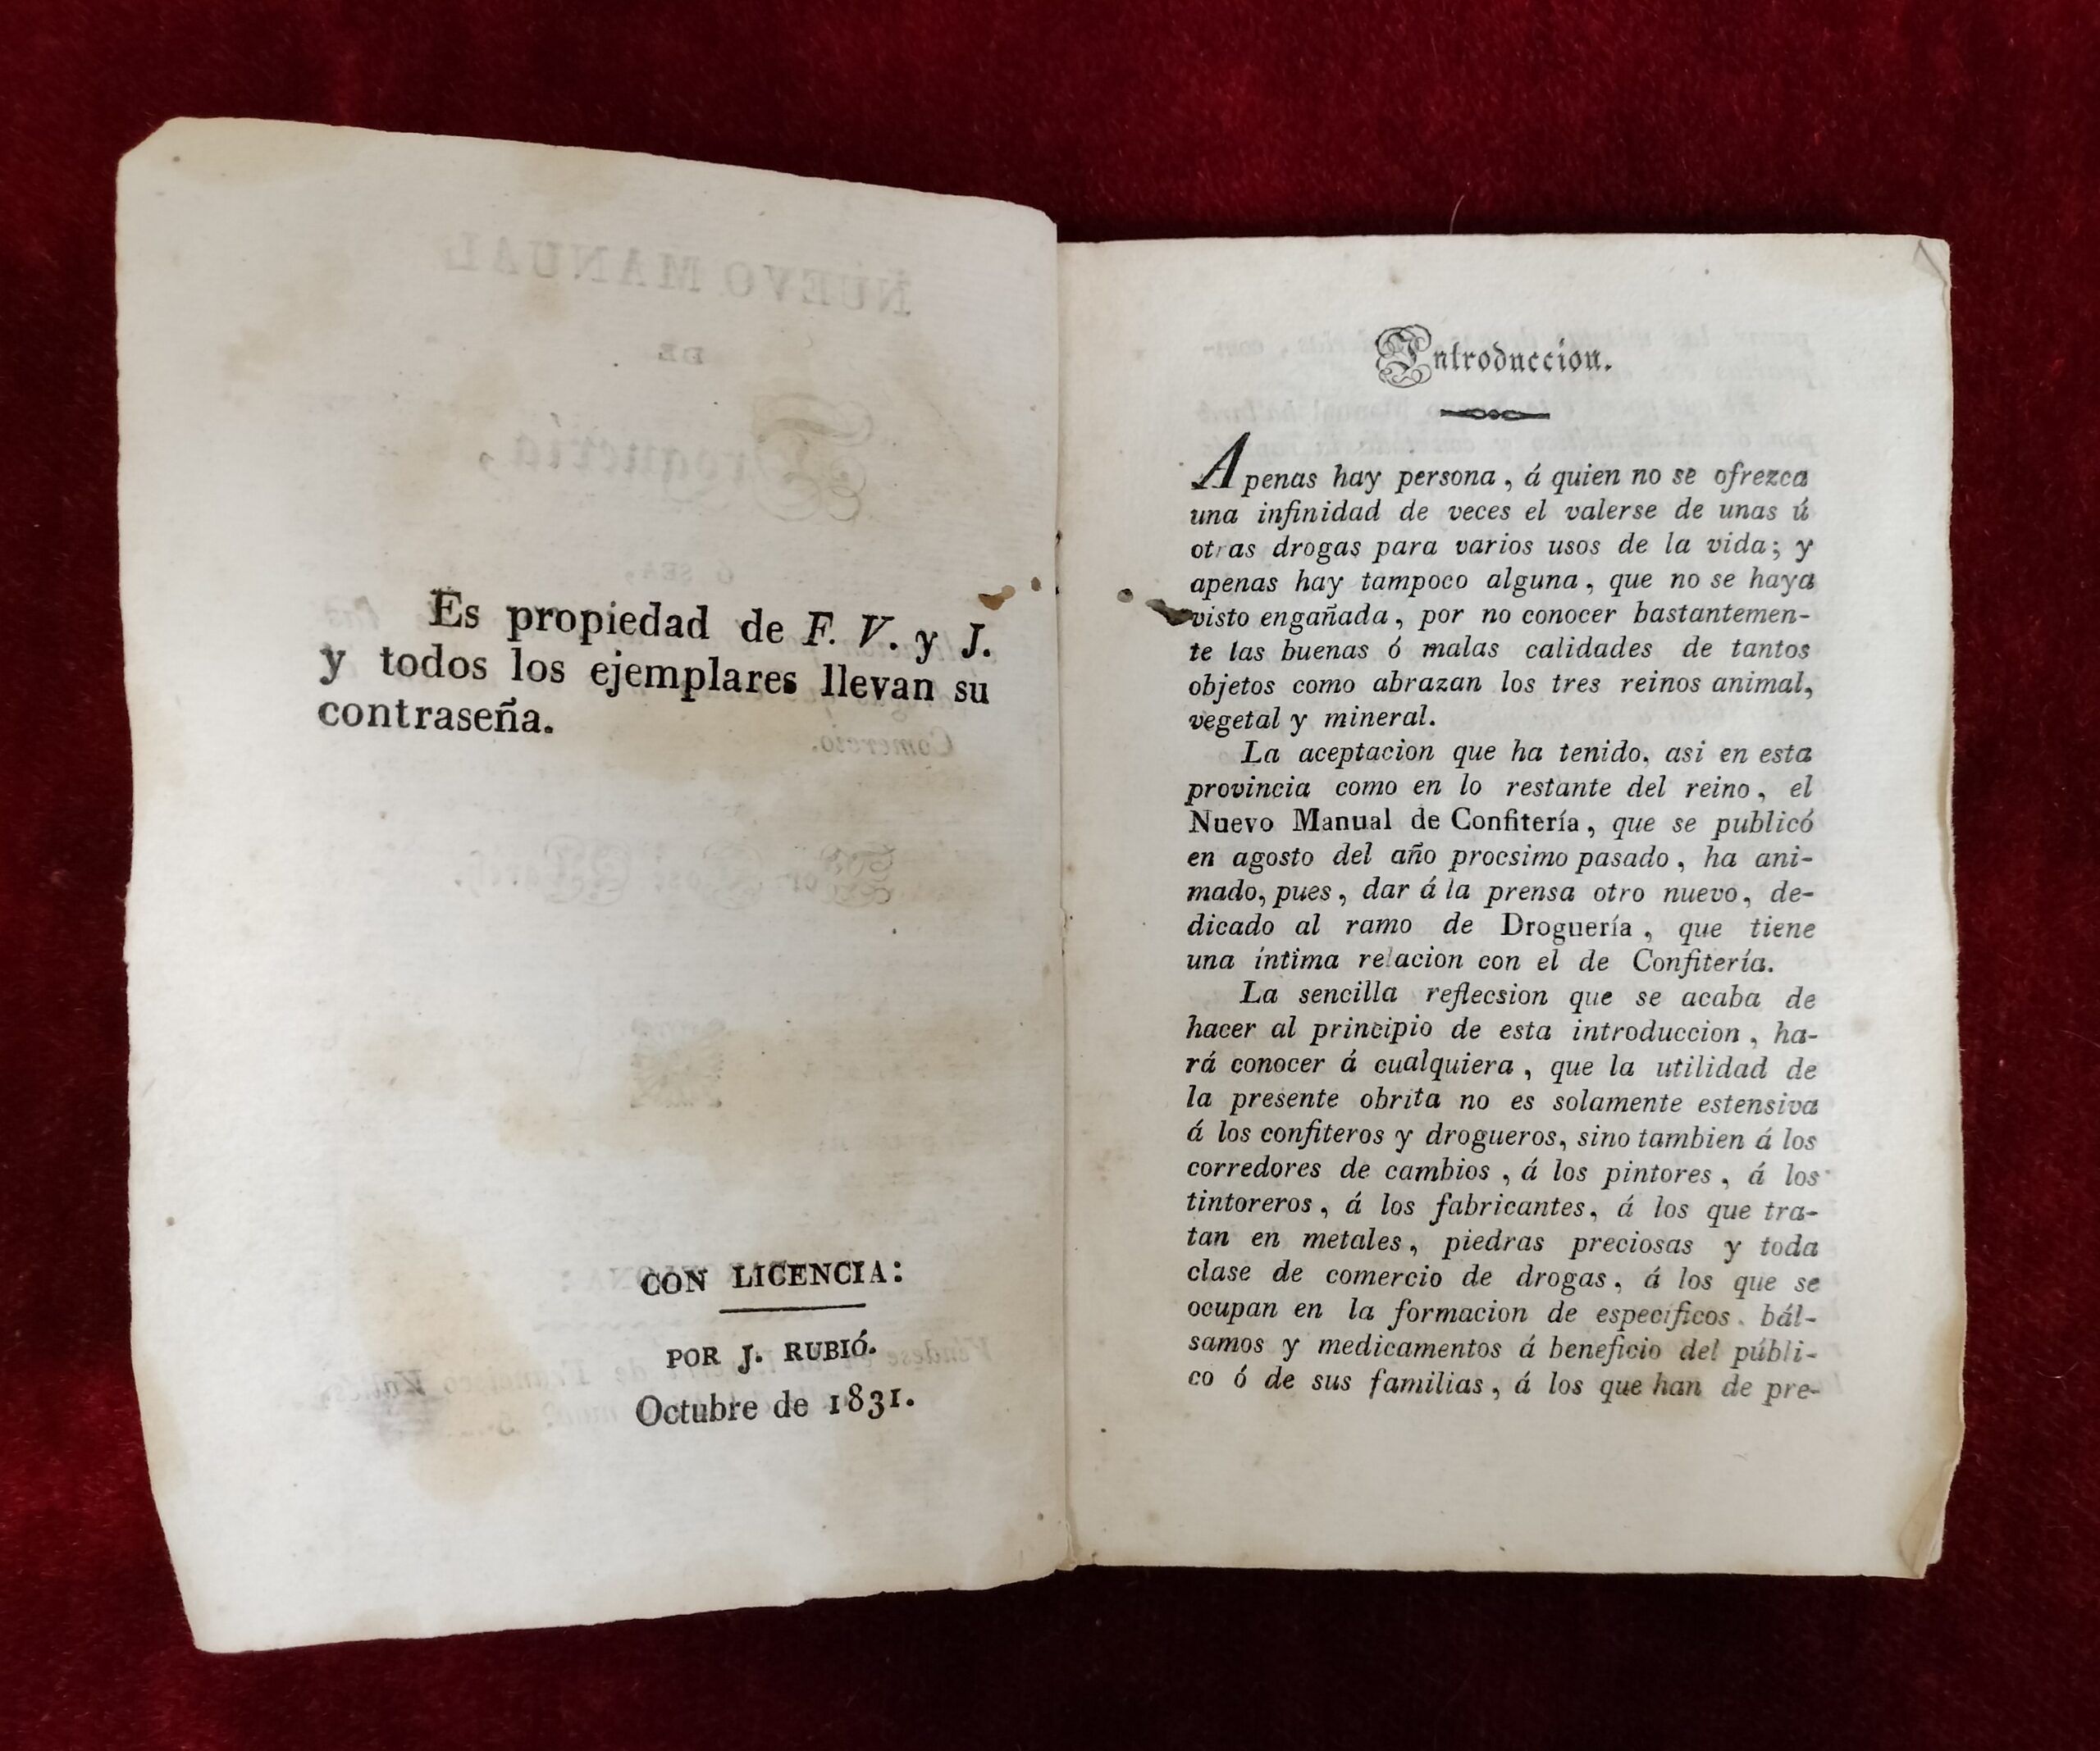 Es propiedad de F. V. y J.
y todos los ejemplares llevan su
contraseña.
CON LICENCIA:
POR J. RUBIÓ.
Octubre de 1831.
Introduccion.
Apenas hay persona, á quien no se ofrezca
una infinidad de veces el valerse de unas ú
otras drogas para varios usos de la vida; y
apenas hay tampoco alguna, que no se haya
visto engañada, por no conocer bastantemen-
te las buenas ó malas calidades de tantos
objetos como abrazan los tres reinos animal,
vegetal y mineral.
La aceptacion que ha tenido, asi en esta
provincia como en lo restante del reino, el
Nuevo Manual de Confitería, que se publicó
en agosto del año procsimo pasado, ha ani-
mado, pues, dar á la prensa otro nuevo, de-
dicado al ramo de Droguería, que tiene
una íntima relacion con el de Confitería.
La sencilla reflecsion que se acaba de
hacer al principio de esta introduccion, ha-
rá conocer á cualquiera, que la utilidad de
la presente obrita no es solamente estensiva
á los confiteros y drogueros, sino tambien á los
corredores de cambios, á los pintores, á los
tintoreros, á los fabricantes, á los que tra-
tan en metales, piedras preciosas y toda
clase de comercio de drogas, á los que se
ocupan en la formacion de específicos, bál-
samos y medicamentos á beneficio del públi-
co ó de sus familias, á los que han de pre-